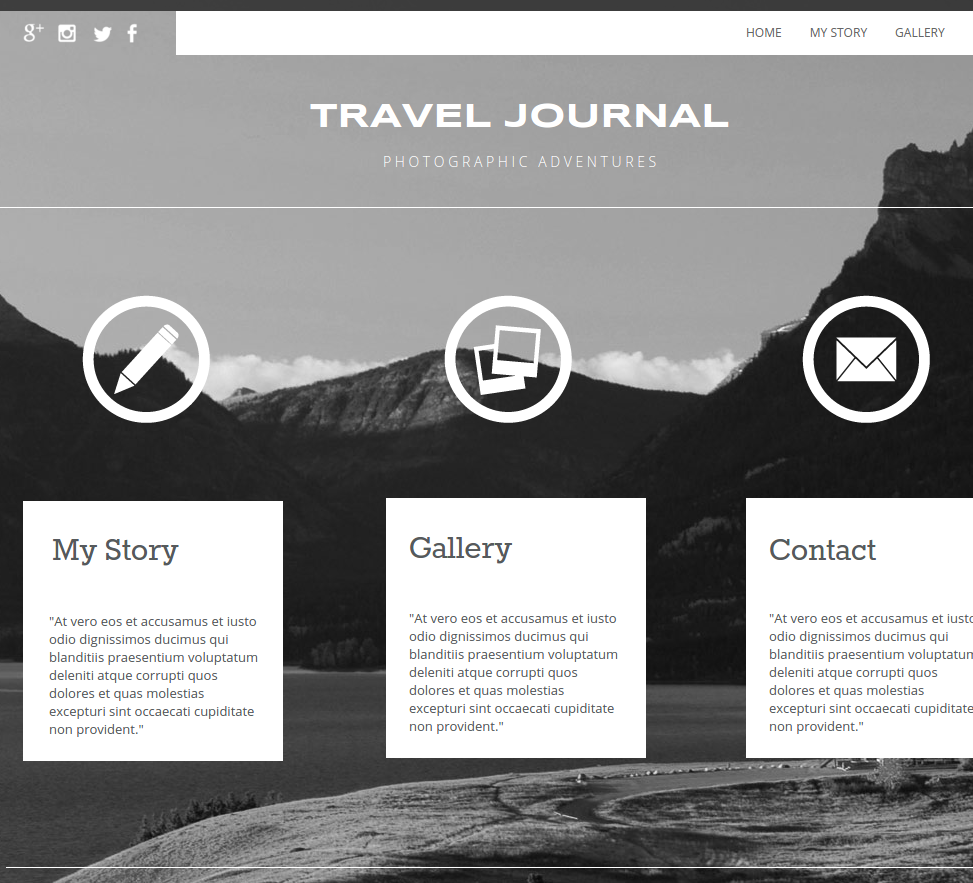 g+
HOME MY STORY GALLERY
TRAVEL JOURNAL
PHOTOGRAPHIC ADVENTURES
My Story
"At vero eos et accusamus et iusto
odio dignissimos ducimus qui
blanditiis praesentium voluptatum
deleniti atque corrupti quos
dolores et quas molestias
excepturi sint occaecati cupiditate
non provident."
Gallery
"At vero eos et accusamus et iusto
odio dignissimos ducimus qui
blanditiis praesentium voluptatum
deleniti atque corrupti quos
dolores et quas molestias
excepturi sint occaecati cupiditate
non provident."
Contact
"At vero eos et accusamus et iusto
odio dignissimos ducimus qui
blanditiis praesentium voluptatum
deleniti atque corrupti quos
dolores et quas molestias
excepturi sint occaecati cupiditate
non provident."